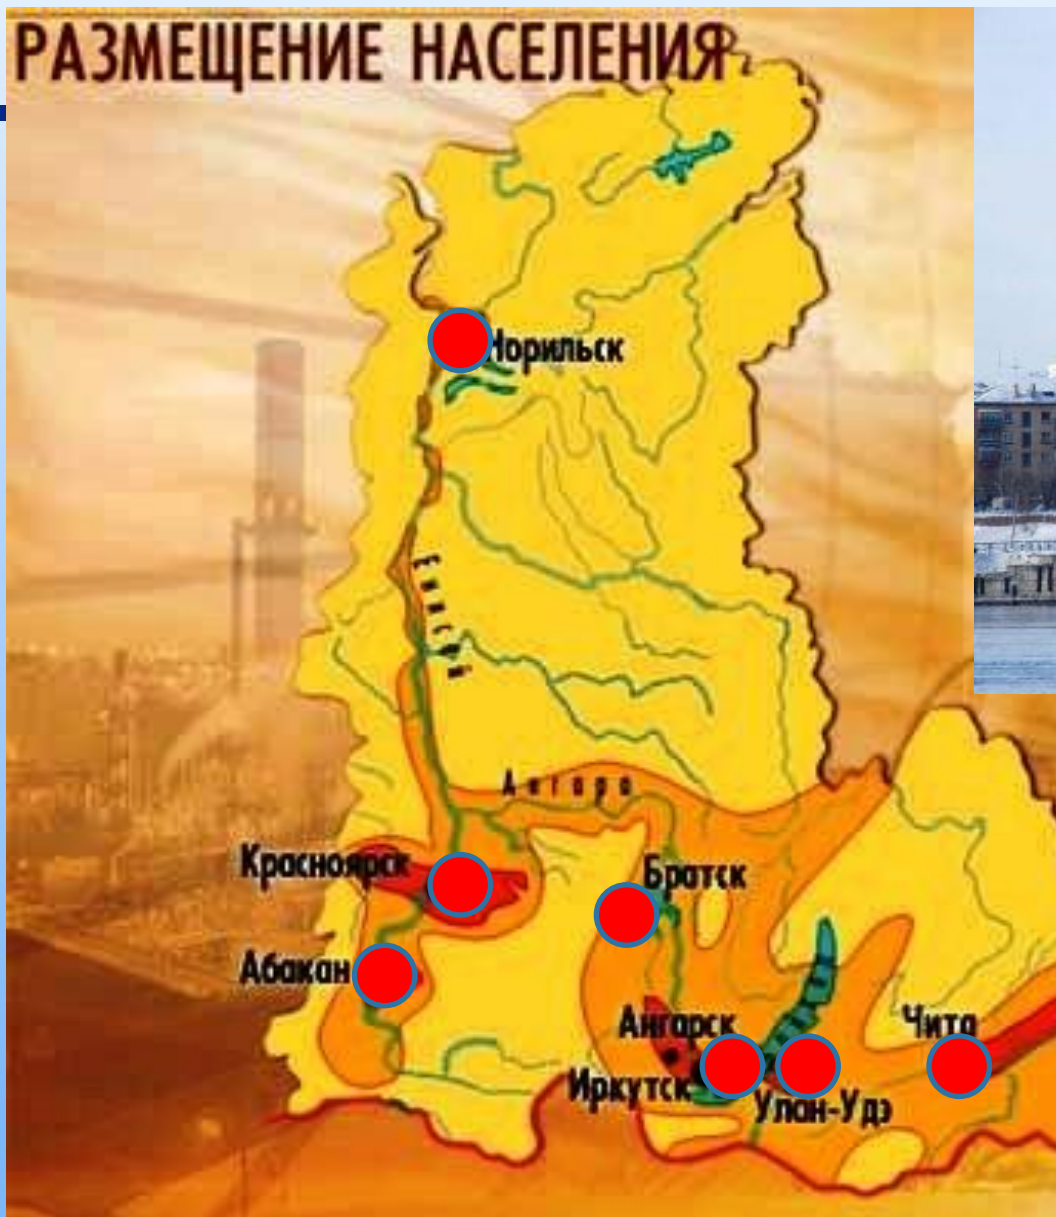 РАЗМЕЩЕНИЕ НАСЕЛЕНИЯ
Норильск
Енисей
Ангара
Красноярск
Братск
Абакан
Ангарск
Чита
Иркутск
Улан-Удэ